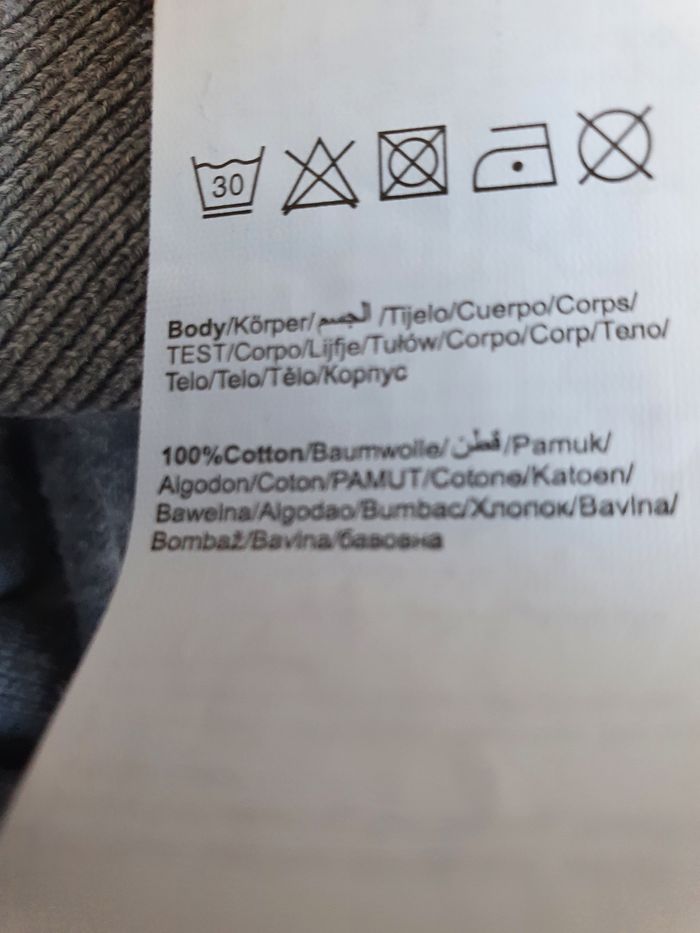 30
Body/Körper/الجسم/Tijelo/Cuerpo/Corps/
TEST/Corpo/Lijfje/Tułów/Corpo/Corp/Тело/
Telo/Telo/Tělo/Корпус
100%Cotton/Baumwolle/قطن/Pamuk/
Algodon/Coton/PAMUT/Cotone/Katoen/
Bawelna/Algodao/Bumbac/Хлопок/Bavlna/
Bombaž/Bavlna/бавовна